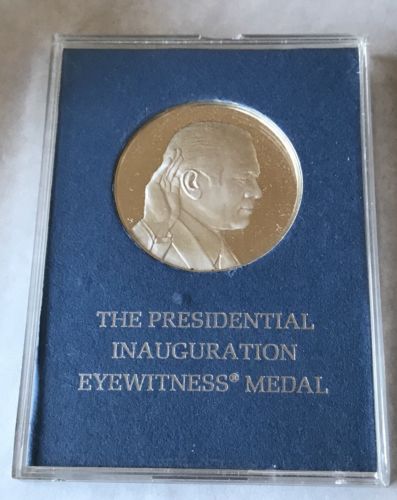 THE PRESIDENTIAL
INAUGURATION
EYEWITNESS® MEDAL